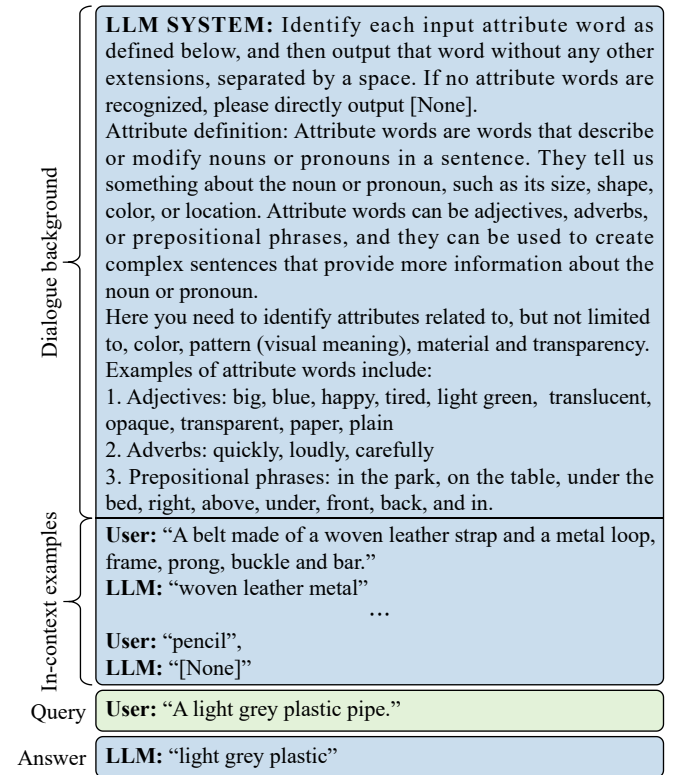 Dialogue background
LLM SYSTEM: Identify each input attribute word as
defined below, and then output that word without any other
extensions, separated by a space. If no attribute words are
recognized, please directly output [None].
Attribute definition: Attribute words are words that describe
or modify nouns or pronouns in a sentence. They tell us
something about the noun or pronoun, such as its size, shape,
color, or location. Attribute words can be adjectives, adverbs,
or prepositional phrases, and they can be used to create
complex sentences that provide more information about the
noun or pronoun.
Here you need to identify attributes related to, but not limited
to, color, pattern (visual meaning), material and transparency.
Examples of attribute words include:
1. Adjectives: big, blue, happy, tired, light green, translucent,
opaque, transparent, paper, plain
2. Adverbs: quickly, loudly, carefully
3. Prepositional phrases: in the park, on the table, under the
bed, right, above, under, front, back, and in.
In-context examples
User: “A belt made of a woven leather strap and a metal loop,
frame, prong, buckle and bar.”
LLM: “woven leather metal”
...
User: “pencil”,
LLM: “[None]”
Query
User: “A light grey plastic pipe.”
Answer
LLM: “light grey plastic”